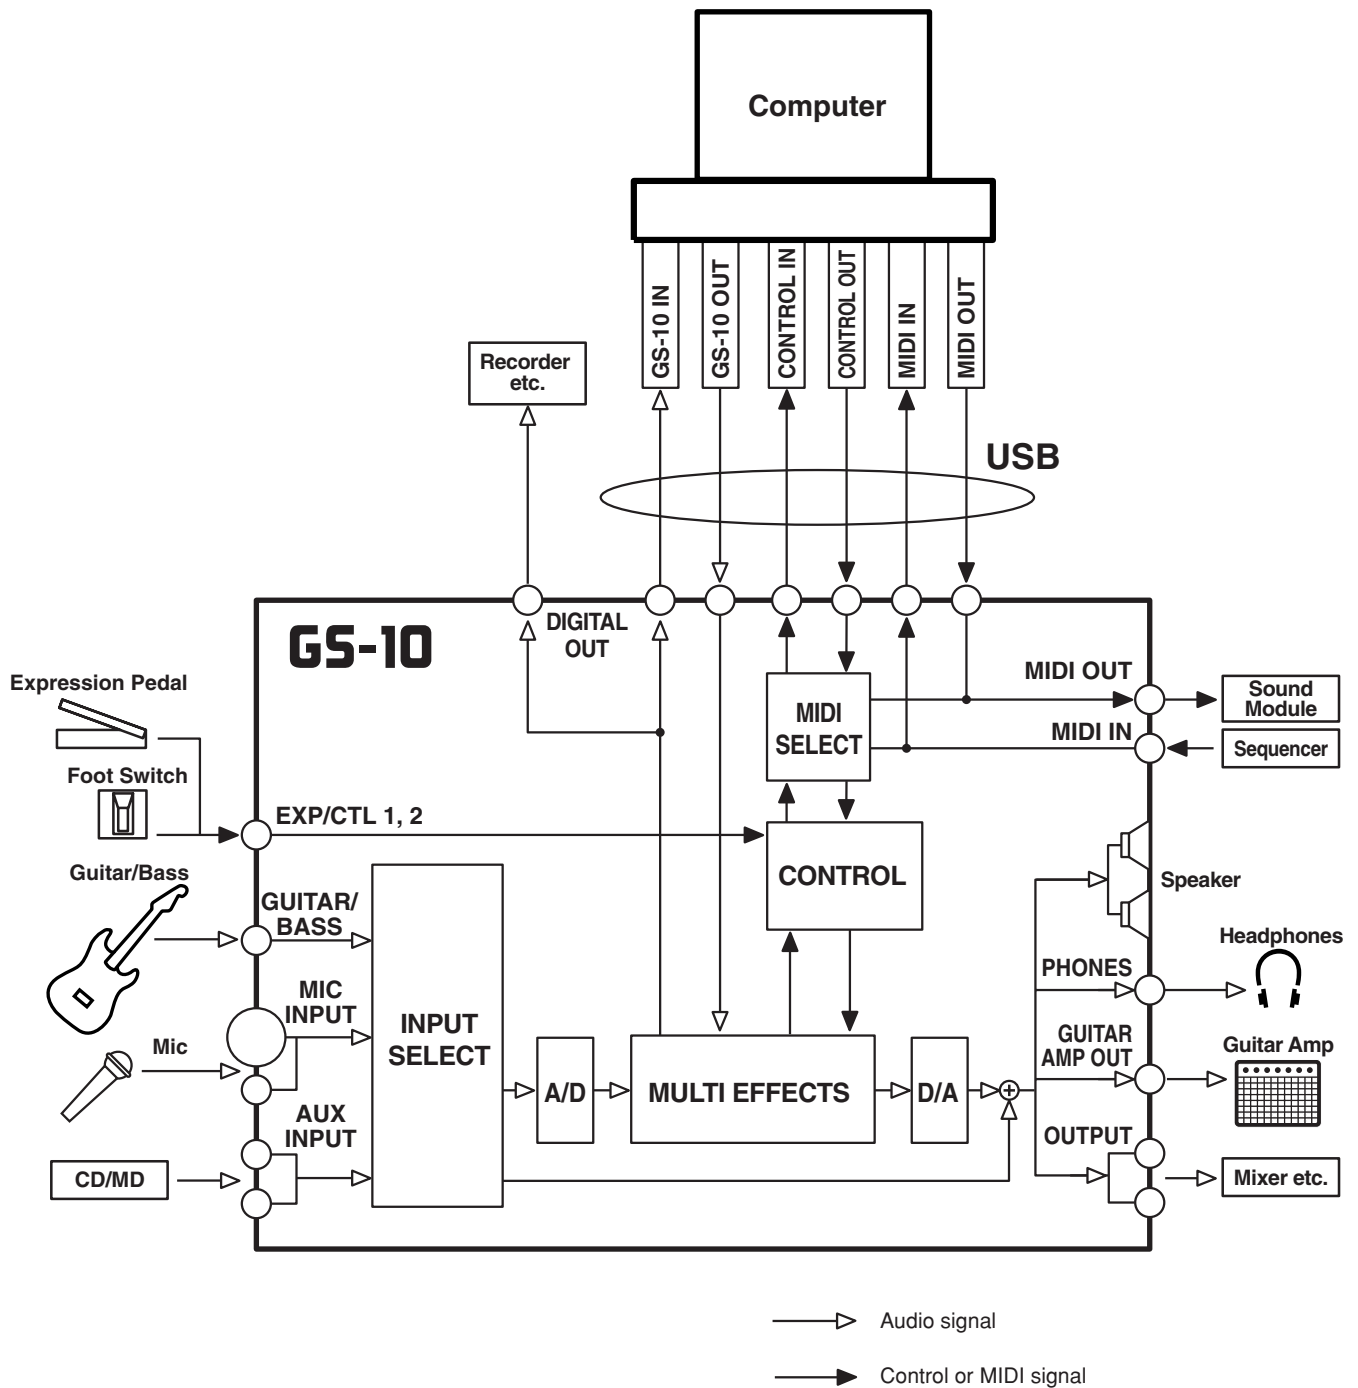 Computer
GS-10 IN
GS-10 OUT
CONTROL IN
CONTROL OUT
MIDI IN
MIDI OUT
Recorder
etc.
USB
GS-10
DIGITAL
OUT
Expression Pedal
MIDI OUT
Sound
Module
MIDI
SELECT
MIDI IN
Sequencer
Foot Switch
EXP/CTL 1, 2
CONTROL
Guitar/Bass
Speaker
GUITAR/
BASS
Headphones
PHONES
MIC
INPUT
INPUT
SELECT
GUITAR
AMP OUT
Guitar Amp
Mic
A/D
MULTI EFFECTS
D/A
AUX
INPUT
OUTPUT
CD/MD
Mixer etc.
Audio signal
Control or MIDI signal